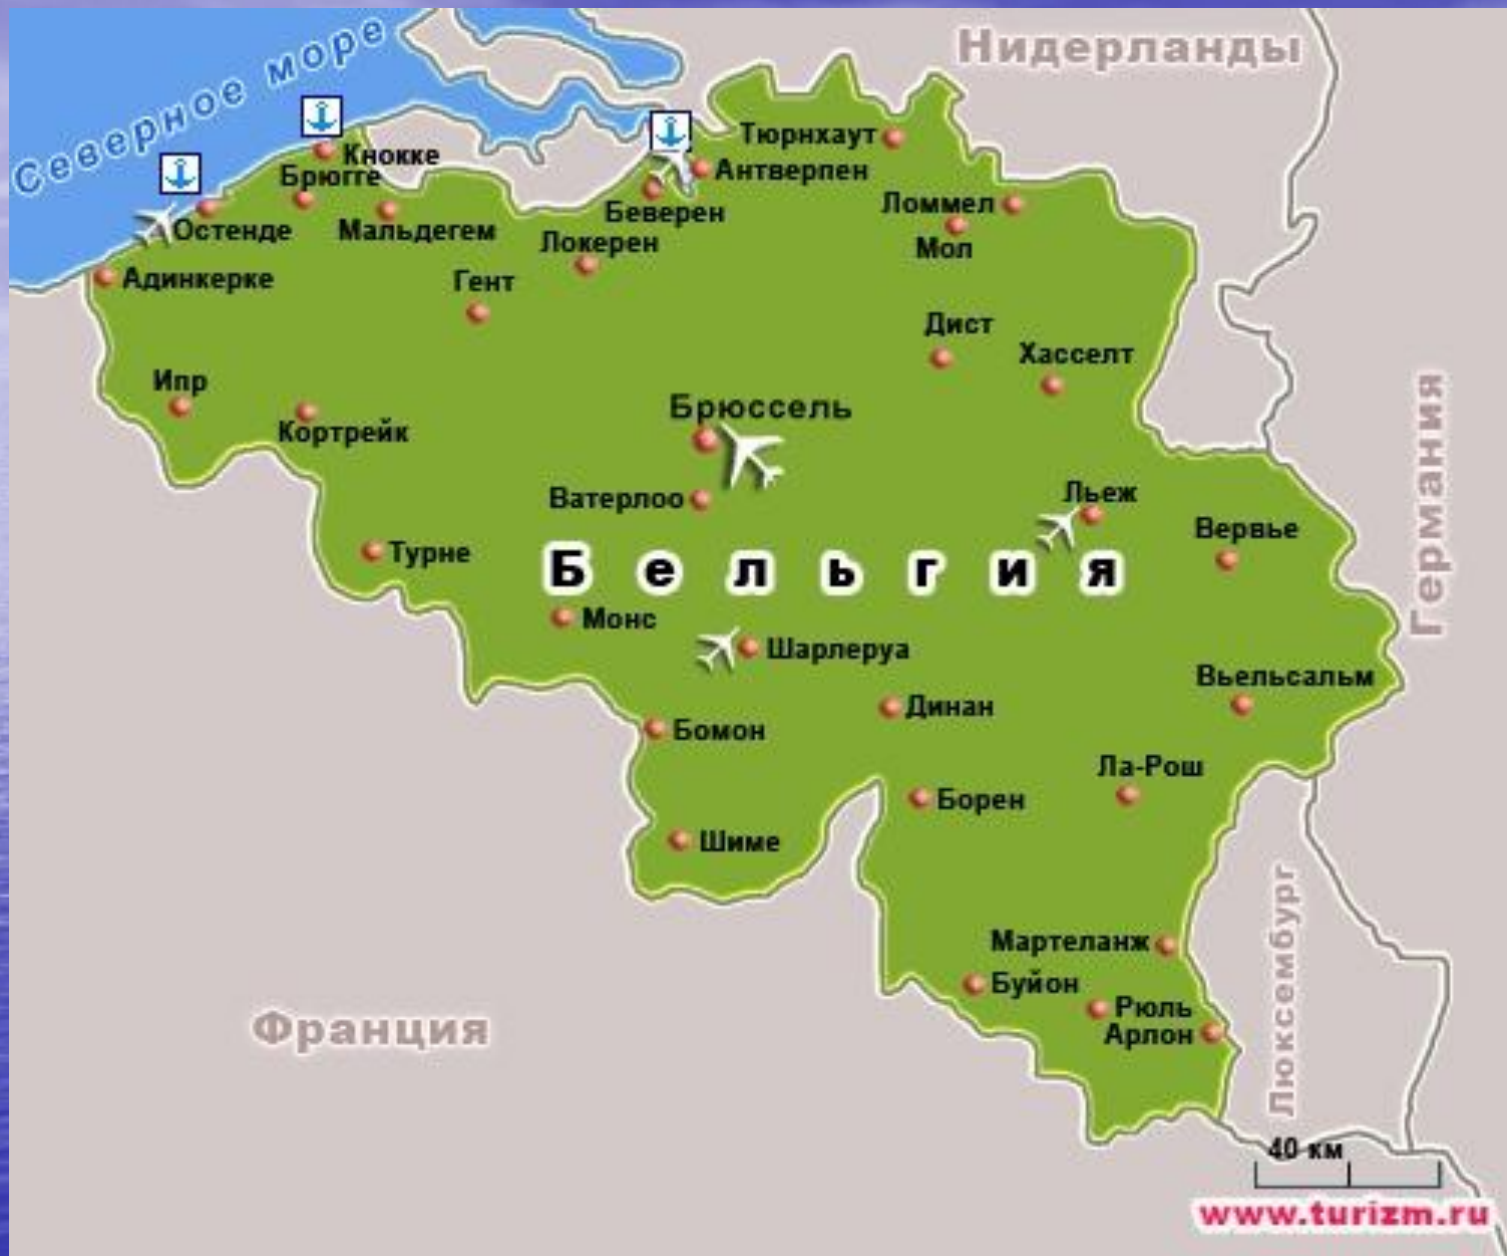 Северное море
Нидерланды
Кнокке
Тюрнхаут
Антверпен
Брюгге
Беверен
Ломмел
Остенде
Мальдегем
Локерен
Мол
Адинкерке
Гент
Дист
Хасселт
Ипр
Кортрейк
Брюссель
Германия
Ватерлоо
Льеж
Вервье
Турне
Бельгия
Монс
Шарлеруа
Вьельсальм
Динан
Бомон
Ла-Рош
Борен
Шиме
Люксембург
Мартеланж
Буйон
Рюль
Арлон
Франция
40 км
www.turizm.ru